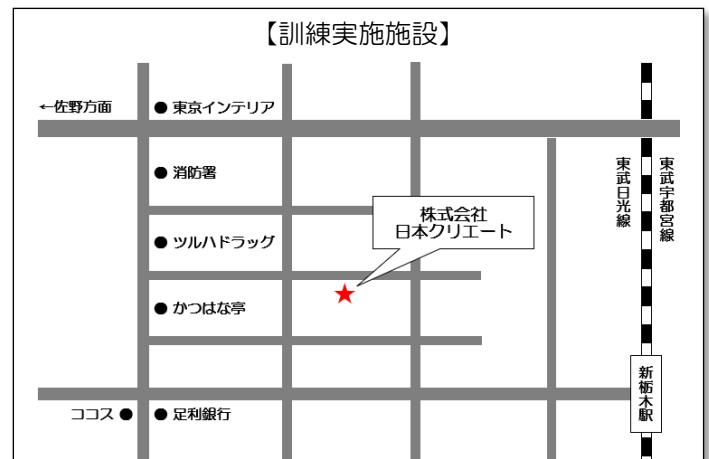 【訓練実施施設】
←佐野方面
● 東京インテリア
● 消防署
東武日光線
東武宇都宮線
株式会社
日本クリエート
● ツルハドラッグ
● かつはな亭
新栃木駅
ココス ●
● 足利銀行